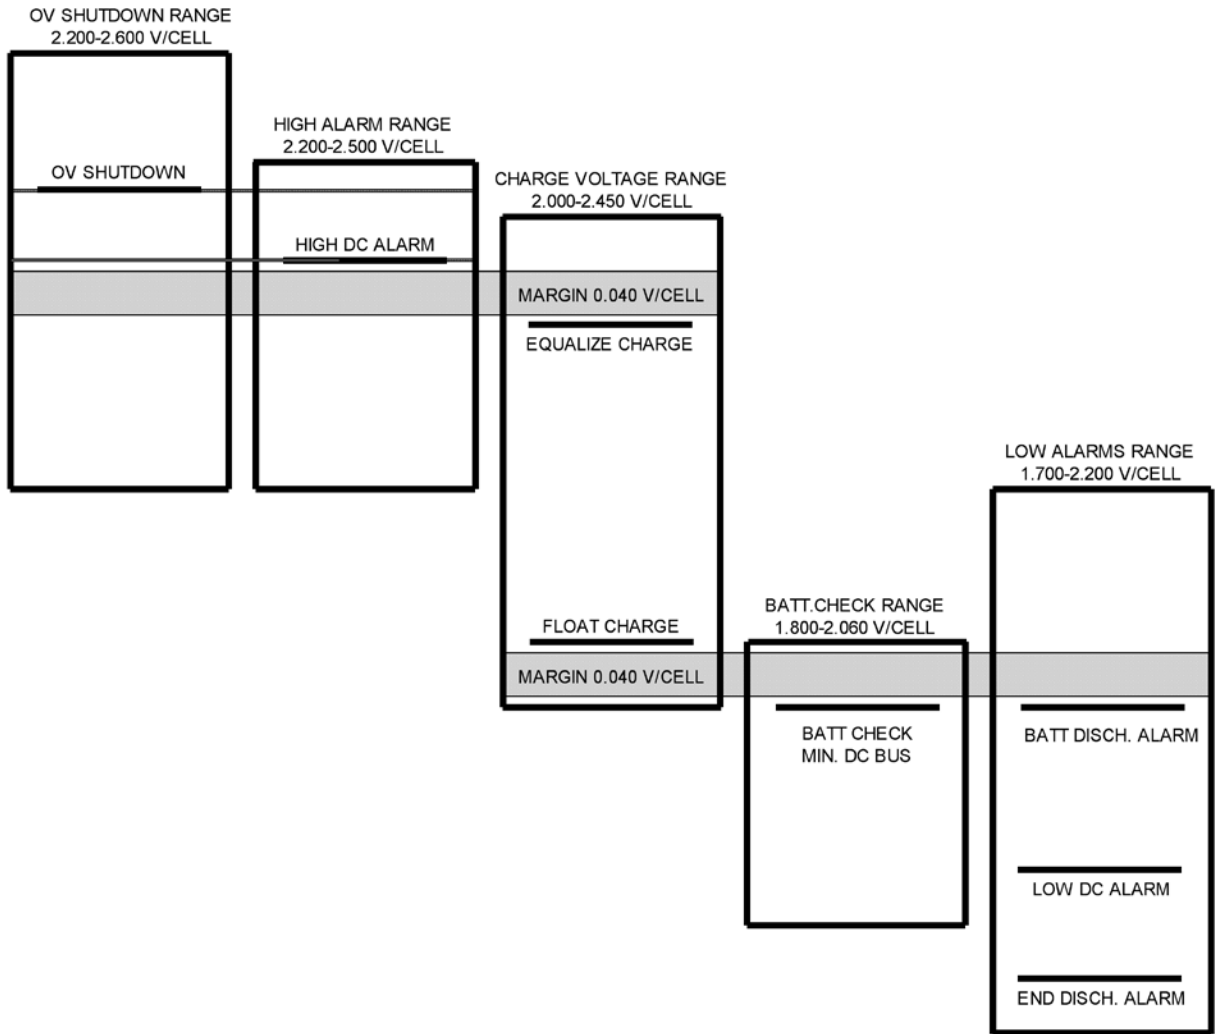 OV SHUTDOWN RANGE
2.200-2.600 V/CELL
OV SHUTDOWN
HIGH ALARM RANGE
2.200-2.500 V/CELL
HIGH DC ALARM
CHARGE VOLTAGE RANGE
2.000-2.450 V/CELL
MARGIN 0.040 V/CELL
EQUALIZE CHARGE
FLOAT CHARGE
MARGIN 0.040 V/CELL
BATT.CHECK RANGE
1.800-2.060 V/CELL
BATT CHECK
MIN. DC BUS
LOW ALARMS RANGE
1.700-2.200 V/CELL
BATT DISCH. ALARM
LOW DC ALARM
END DISCH. ALARM